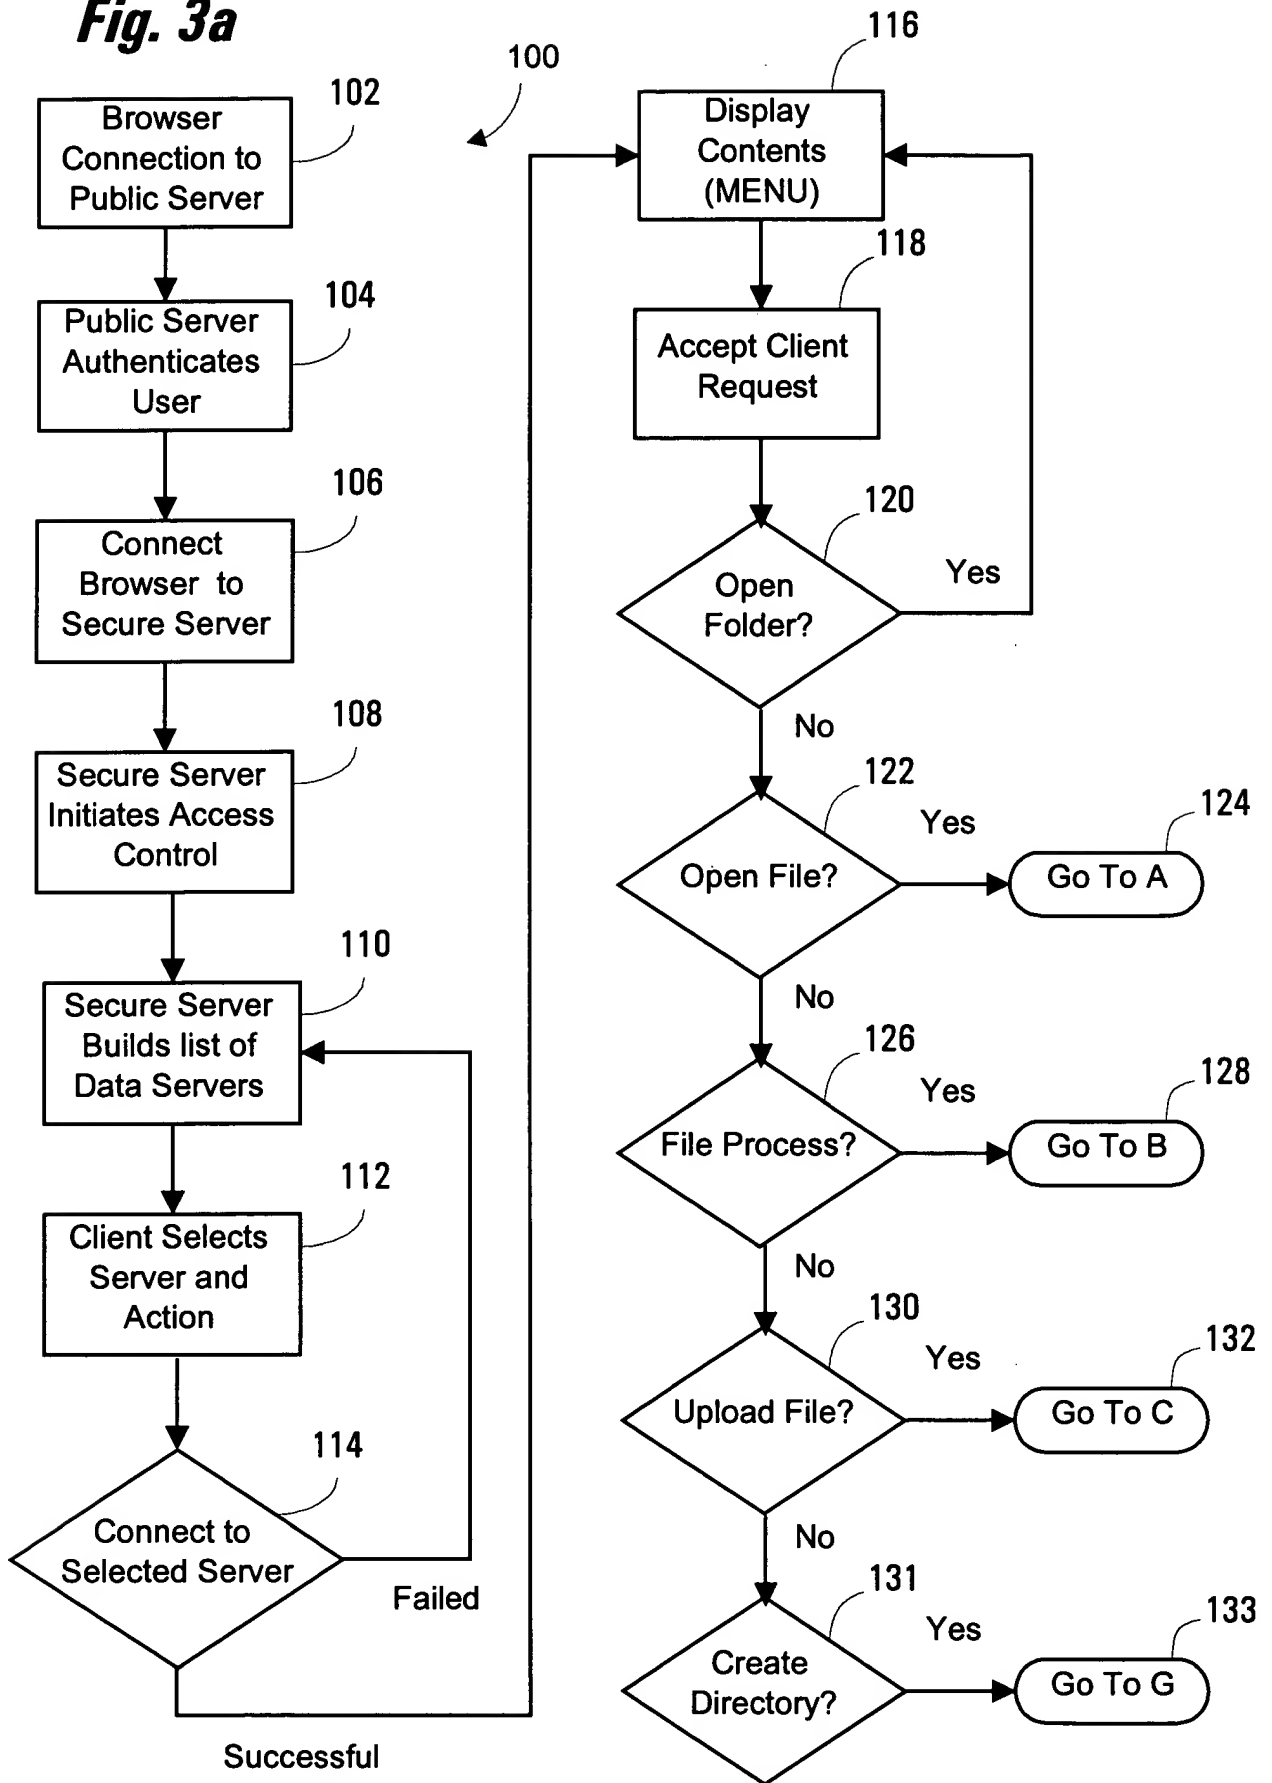 Fig. 3a
100
102
Browser
Connection to
Public Server
104
Public Server
Authenticates
User
106
Connect
Browser to
Secure Server
108
Secure Server
Initiates Access
Control
110
Secure Server
Builds list of
Data Servers
112
Client Selects
Server and
Action
114
Connect to
Selected Server
Failed
Successful
116
Display
Contents
(MENU)
118
Accept Client
Request
120
Open
Folder?
Yes
No
122
Open File?
Yes
124
Go To A
No
126
File Process?
Yes
128
Go To B
No
130
Upload File?
Yes
132
Go To C
No
131
Create
Directory?
Yes
133
Go To G